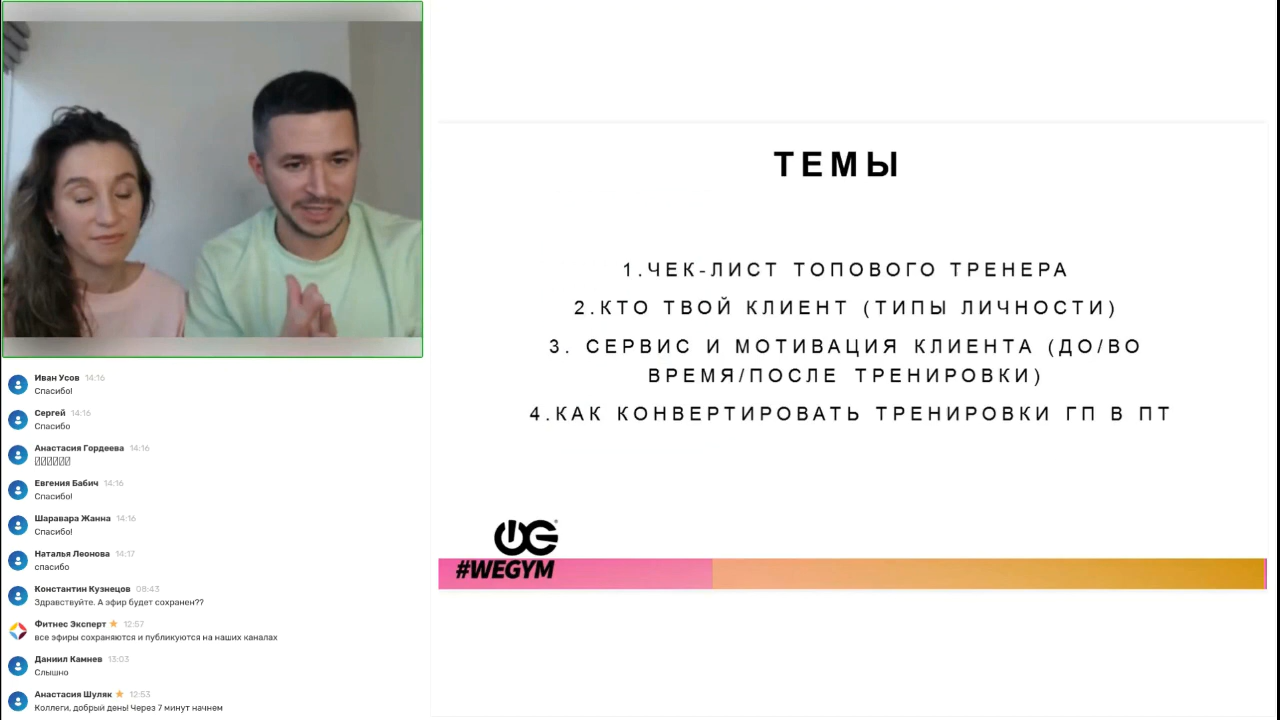 ТЕМЫ
1.ЧЕК-ЛИСТ ТОПОВОГО ТРЕНЕРА
2.КТО ТВОЙ КЛИЕНТ (ТИПЫ ЛИЧНОСТИ)
3. СЕРВИС И МОТИВАЦИЯ КЛИЕНТА (ДО/ВО
ВРЕМЯ/ПОСЛЕ ТРЕНИРОВКИ)
4.КАК КОНВЕРТИРОВАТЬ ТРЕНИРОВКИ ГП В ПТ
WG
#WEGYM
Иван Усов 14:16
Спасибо!
Сергей 14:16
Спасибо
Анастасия Гордеева 14:16
Евгения Бабич 14:16
Спасибо!
Шаравара Жанна 14:16
Спасибо!
Наталья Леонова 14:17
спасибо
Константин Кузнецов 08:43
Здравствуйте. А эфир будет сохранен??
Фитнес Эксперт 12:57
все эфиры сохраняются и публикуются на наших каналах
Даниил Камнев 13:03
Слышно
Анастасия Шуляк 12:53
Коллеги, добрый день! Через 7 минут начнем